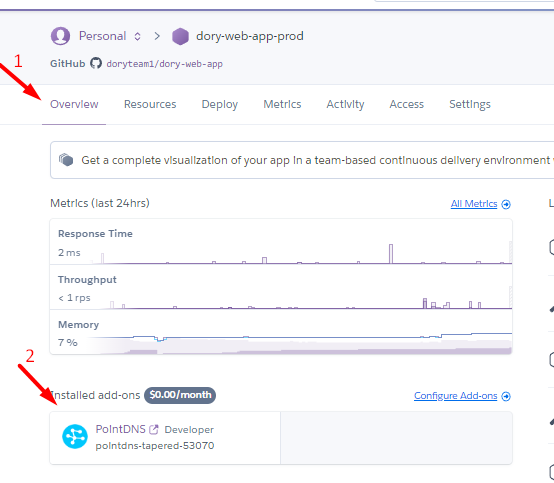 Personal dory-web-app-prod
1
GitHub doryteam1/dory-web-app
Overview Resources Deploy Metrics Activity Access Settings
Get a complete visualization of your app in a team-based continuous delivery environment
Metrics (last 24hrs) All Metrics
Response Time
2 ms
Throughput
< 1 rps
Memory
7 %
2
Installed add-ons $0.00/month Configure Add-ons
PointDNS Developer
pointdns-tapered-53070